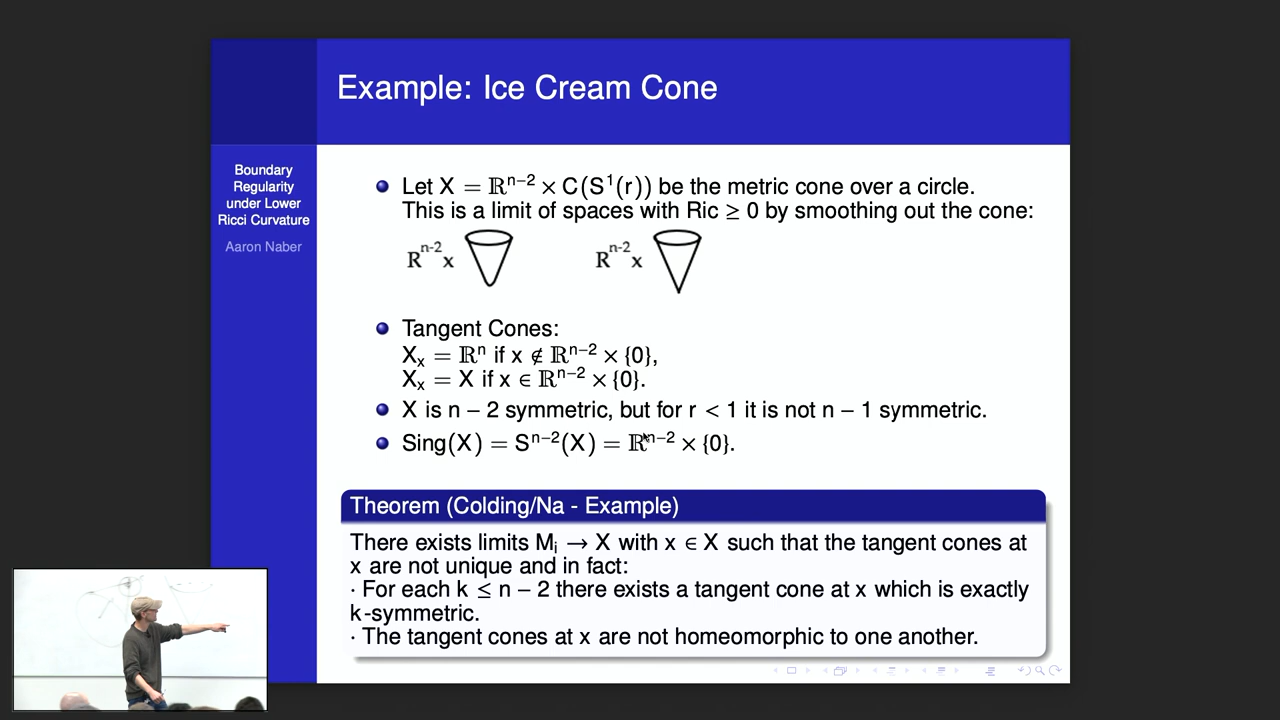 Example: Ice Cream Cone
Boundary
Regularity
under Lower
Ricci Curvature
Aaron Naber
Let X = ℝⁿ⁻² × C(S¹(r)) be the metric cone over a circle.
This is a limit of spaces with Ric ≥ 0 by smoothing out the cone:
Rⁿ⁻² x
Rⁿ⁻² x
Tangent Cones:
Xₓ = ℝⁿ if x ∉ ℝⁿ⁻² × {0},
Xₓ = X if x ∈ ℝⁿ⁻² × {0}.
X is n − 2 symmetric, but for r < 1 it is not n − 1 symmetric.
Sing(X) = Sⁿ⁻²(X) = ℝⁿ⁻² × {0}.
Theorem (Colding/Na - Example)
There exists limits Mᵢ → X with x ∈ X such that the tangent cones at
x are not unique and in fact:
· For each k ≤ n − 2 there exists a tangent cone at x which is exactly
k-symmetric.
· The tangent cones at x are not homeomorphic to one another.